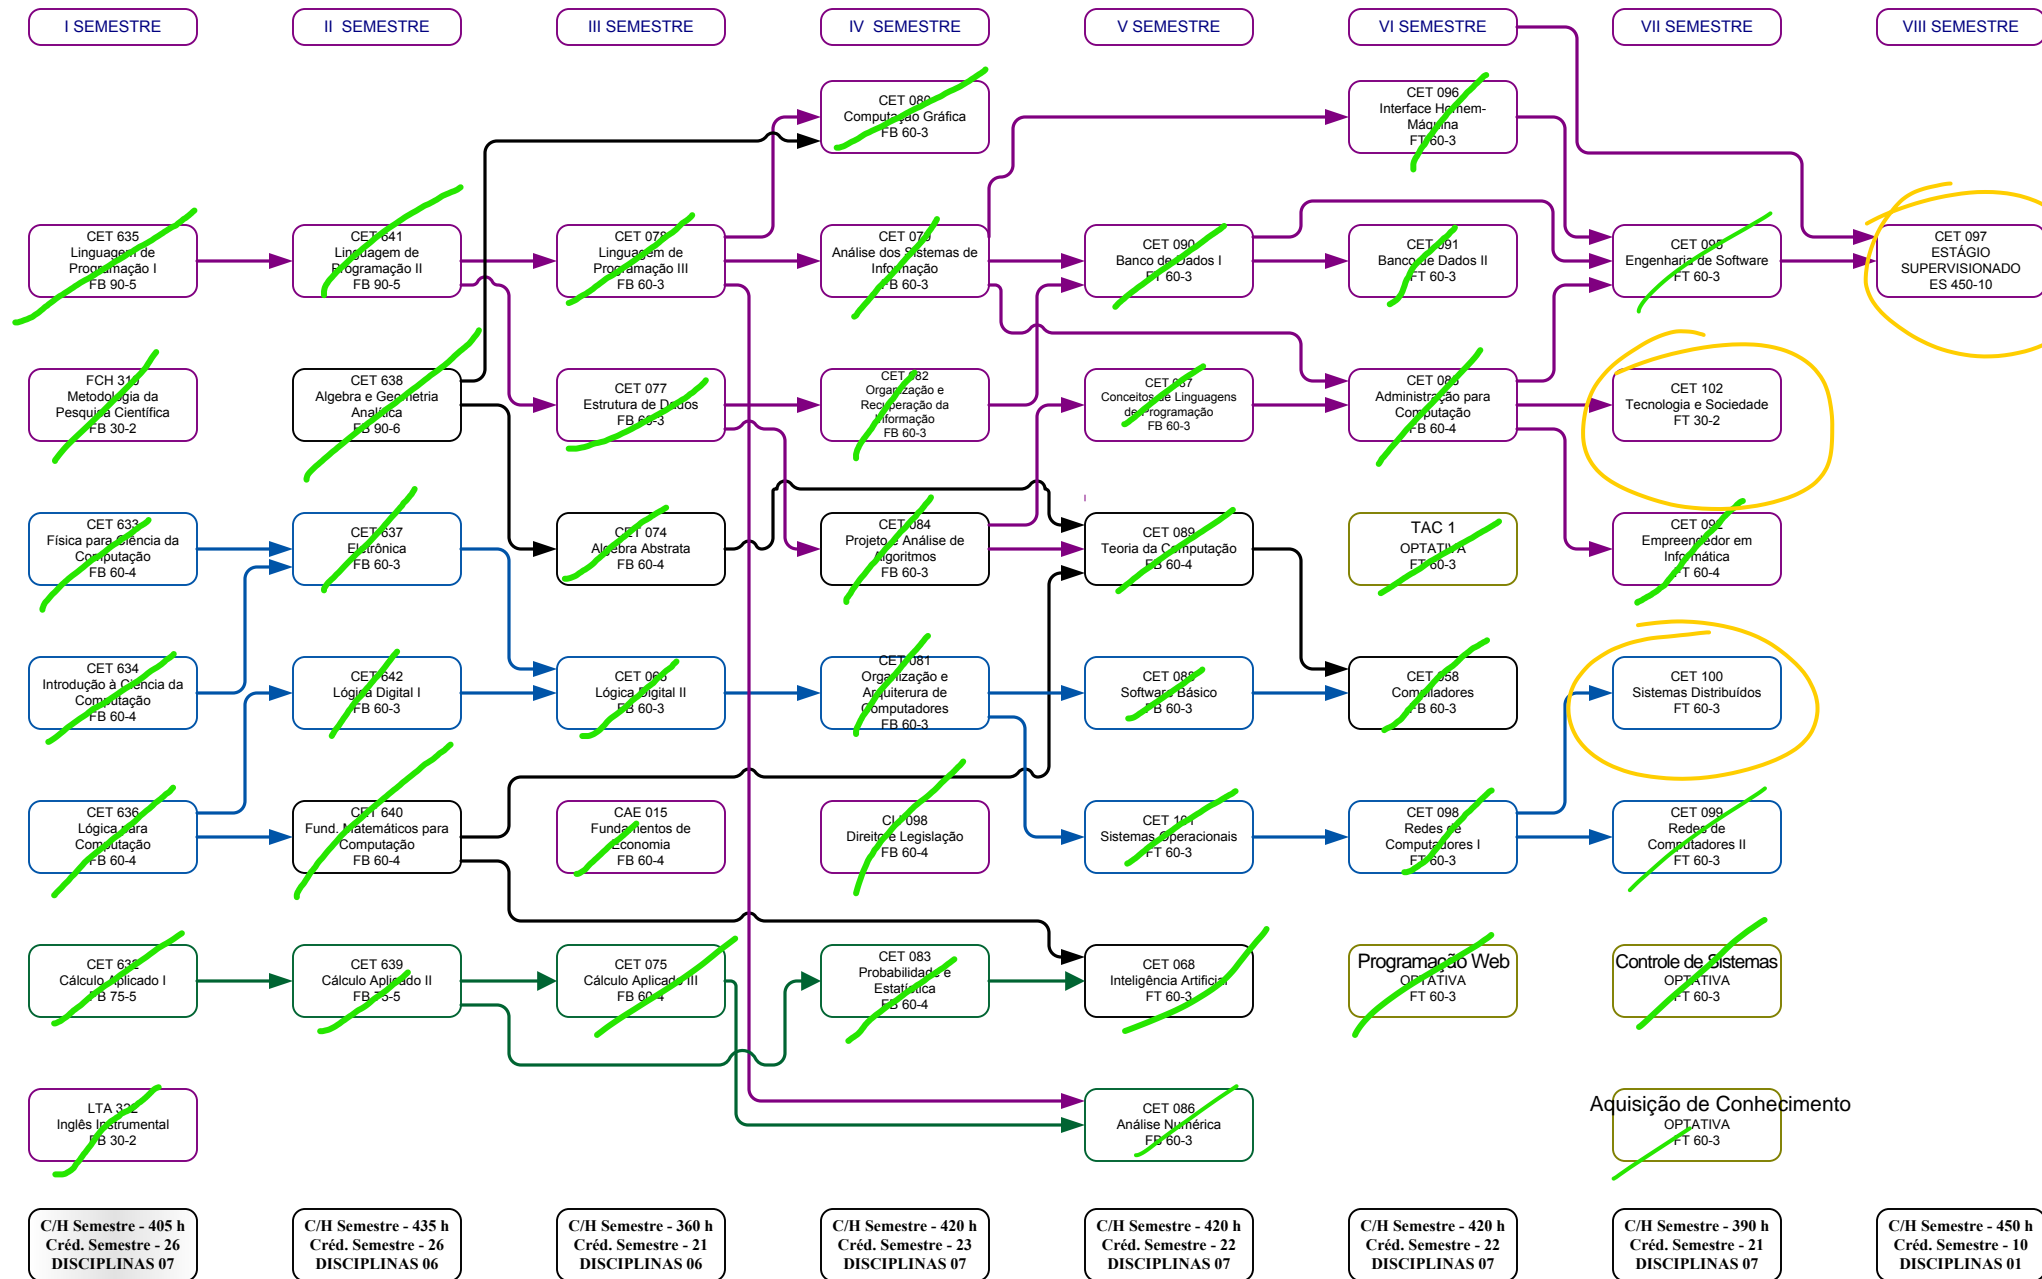 I SEMESTRE
II SEMESTRE
III SEMESTRE
IV SEMESTRE
V SEMESTRE
VI SEMESTRE
VII SEMESTRE
VIII SEMESTRE
CET 080
Computação Gráfica
FB 60-3
CET 096
Interface Homem-
Máquina
FT 60-3
CET 635
Linguagem de
Programação I
FB 90-5
CET 641
Linguagem de
Programação II
FB 90-5
CET 078
Linguagem de
Programação III
FB 60-3
CET 079
Análise dos Sistemas de
Informação
FB 60-3
CET 090
Banco de Dados I
FT 60-3
CET 091
Banco de Dados II
FT 60-3
CET 095
Engenharia de Software
FT 60-3
CET 097
ESTÁGIO
SUPERVISIONADO
ES 450-10
FCH 310
Metodologia da
Pesquisa Científica
FB 30-2
CET 638
Algebra e Geometria
Analítica
FB 90-6
CET 077
Estrutura de Dados
FB 60-3
CET 082
Organização e
Recuperação da
Informação
FB 60-3
CET 087
Conceitos de Linguagens
de Programação
FB 60-3
CET 085
Administração para
Computação
FB 60-4
CET 102
Tecnologia e Sociedade
FT 30-2
CET 633
Física para Ciência da
Computação
FB 60-4
CET 637
Eletrônica
FB 60-3
CET 074
Algebra Abstrata
FB 60-4
CET 084
Projeto e Análise de
Algoritmos
FB 60-3
CET 089
Teoria da Computação
FB 60-4
TAC 1
OPTATIVA
FT 60-3
CET 092
Empreendedor em
Informática
FT 60-4
CET 634
Introdução à Ciência da
Computação
FB 60-4
CET 642
Lógica Digital I
FB 60-3
CET 065
Lógica Digital II
FB 60-3
CET 081
Organização e
Arquiterura de
Computadores
FB 60-3
CET 088
Software Básico
FB 60-3
CET 058
Compiladores
FB 60-3
CET 100
Sistemas Distribuídos
FT 60-3
CET 636
Lógica para
Computação
FB 60-4
CET 640
Fund. Matemáticos para
Computação
FB 60-4
CAE 015
Fundamentos de
Economia
FB 60-4
CIJ 098
Direito e Legislação
FB 60-4
CET 101
Sistemas Operacionais
FT 60-3
CET 098
Redes de
Computadores I
FT 60-3
CET 099
Redes de
Computadores II
FT 60-3
CET 632
Cálculo Aplicado I
FB 75-5
CET 639
Cálculo Aplicado II
FB 75-5
CET 075
Cálculo Aplicado III
FB 60-4
CET 083
Probabilidade e
Estatística
FB 60-4
CET 068
Inteligência Artificial
FT 60-3
Programação Web
OPTATIVA
FT 60-3
Controle de Sistemas
OPTATIVA
FT 60-3
LTA 322
Inglês Instrumental
FB 30-2
CET 086
Análise Numérica
FB 60-3
Aquisição de Conhecimento
OPTATIVA
FT 60-3
C/H Semestre - 405 h
Créd. Semestre - 26
DISCIPLINAS 07
C/H Semestre - 435 h
Créd. Semestre - 26
DISCIPLINAS 06
C/H Semestre - 360 h
Créd. Semestre - 21
DISCIPLINAS 06
C/H Semestre - 420 h
Créd. Semestre - 23
DISCIPLINAS 07
C/H Semestre - 420 h
Créd. Semestre - 22
DISCIPLINAS 07
C/H Semestre - 420 h
Créd. Semestre - 22
DISCIPLINAS 07
C/H Semestre - 390 h
Créd. Semestre - 21
DISCIPLINAS 07
C/H Semestre - 450 h
Créd. Semestre - 10
DISCIPLINAS 01